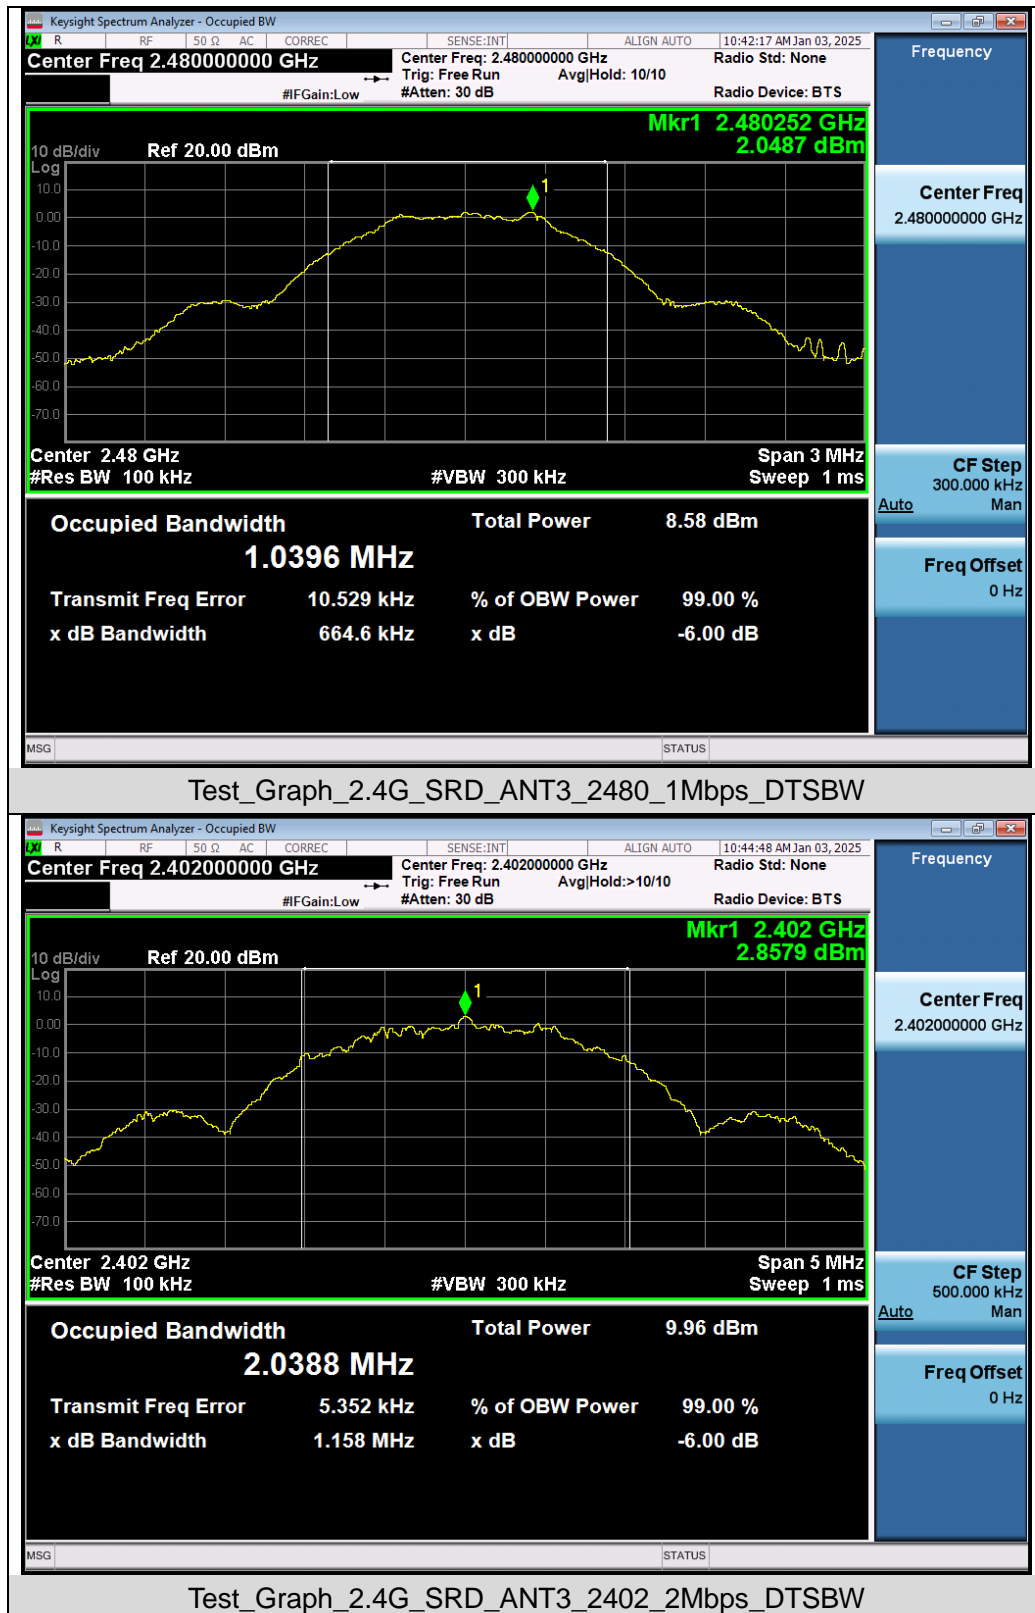 Keysight Spectrum Analyzer - Occupied BW
LXI R RF 50 Ω AC CORREC SENSE:INT ALIGN AUTO 10:42:17 AM Jan 03, 2025
Center Freq 2.480000000 GHz
Center Freq: 2.480000000 GHz
Radio Std: None
Trig: Free Run Avg|Hold: 10/10
#IFGain:Low
#Atten: 30 dB
Radio Device: BTS
Frequency
Mkr1 2.480252 GHz
2.0487 dBm
10 dB/div Ref 20.00 dBm
Log
10.0
0.00
-10.0
-20.0
-30.0
-40.0
-50.0
-60.0
-70.0
1
Center 2.48 GHz Span 3 MHz
#Res BW 100 kHz #VBW 300 kHz Sweep 1 ms
Center Freq
2.480000000 GHz
CF Step
300.000 kHz
Auto Man
Freq Offset
0 Hz
Occupied Bandwidth Total Power 8.58 dBm
1.0396 MHz
Transmit Freq Error 10.529 kHz % of OBW Power 99.00 %
x dB Bandwidth 664.6 kHz x dB -6.00 dB
MSG STATUS
Test_Graph_2.4G_SRD_ANT3_2480_1Mbps_DTSBW
Keysight Spectrum Analyzer - Occupied BW
LXI R RF 50 Ω AC CORREC SENSE:INT ALIGN AUTO 10:44:48 AM Jan 03, 2025
Center Freq 2.402000000 GHz
Center Freq: 2.402000000 GHz
Radio Std: None
Trig: Free Run Avg|Hold:>10/10
#IFGain:Low
#Atten: 30 dB
Radio Device: BTS
Frequency
Mkr1 2.402 GHz
2.8579 dBm
10 dB/div Ref 20.00 dBm
Log
10.0
0.00
-10.0
-20.0
-30.0
-40.0
-50.0
-60.0
-70.0
1
Center 2.402 GHz Span 5 MHz
#Res BW 100 kHz #VBW 300 kHz Sweep 1 ms
Center Freq
2.402000000 GHz
CF Step
500.000 kHz
Auto Man
Freq Offset
0 Hz
Occupied Bandwidth Total Power 9.96 dBm
2.0388 MHz
Transmit Freq Error 5.352 kHz % of OBW Power 99.00 %
x dB Bandwidth 1.158 MHz x dB -6.00 dB
MSG STATUS
Test_Graph_2.4G_SRD_ANT3_2402_2Mbps_DTSBW